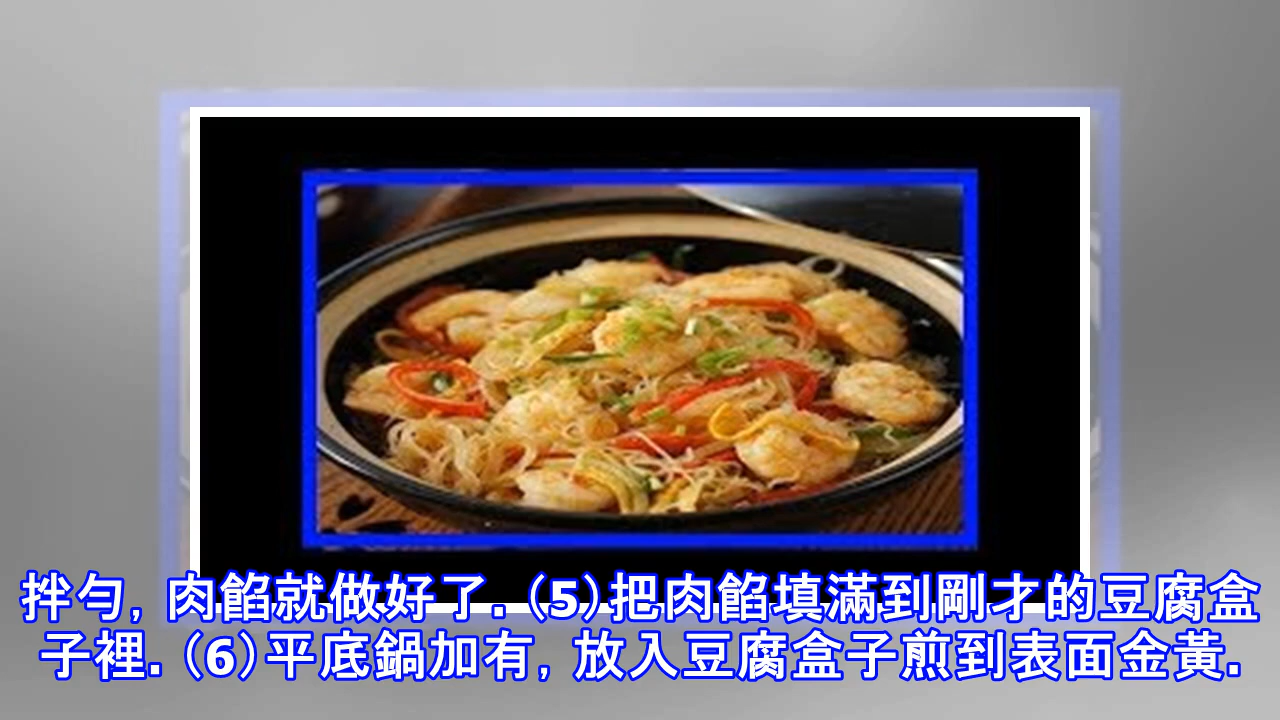 拌勻, 肉餡就做好了. (5)把肉餡填滿到剛才的豆腐盒
子裡. (6)平底鍋加有, 放入豆腐盒子煎到表面金黃.